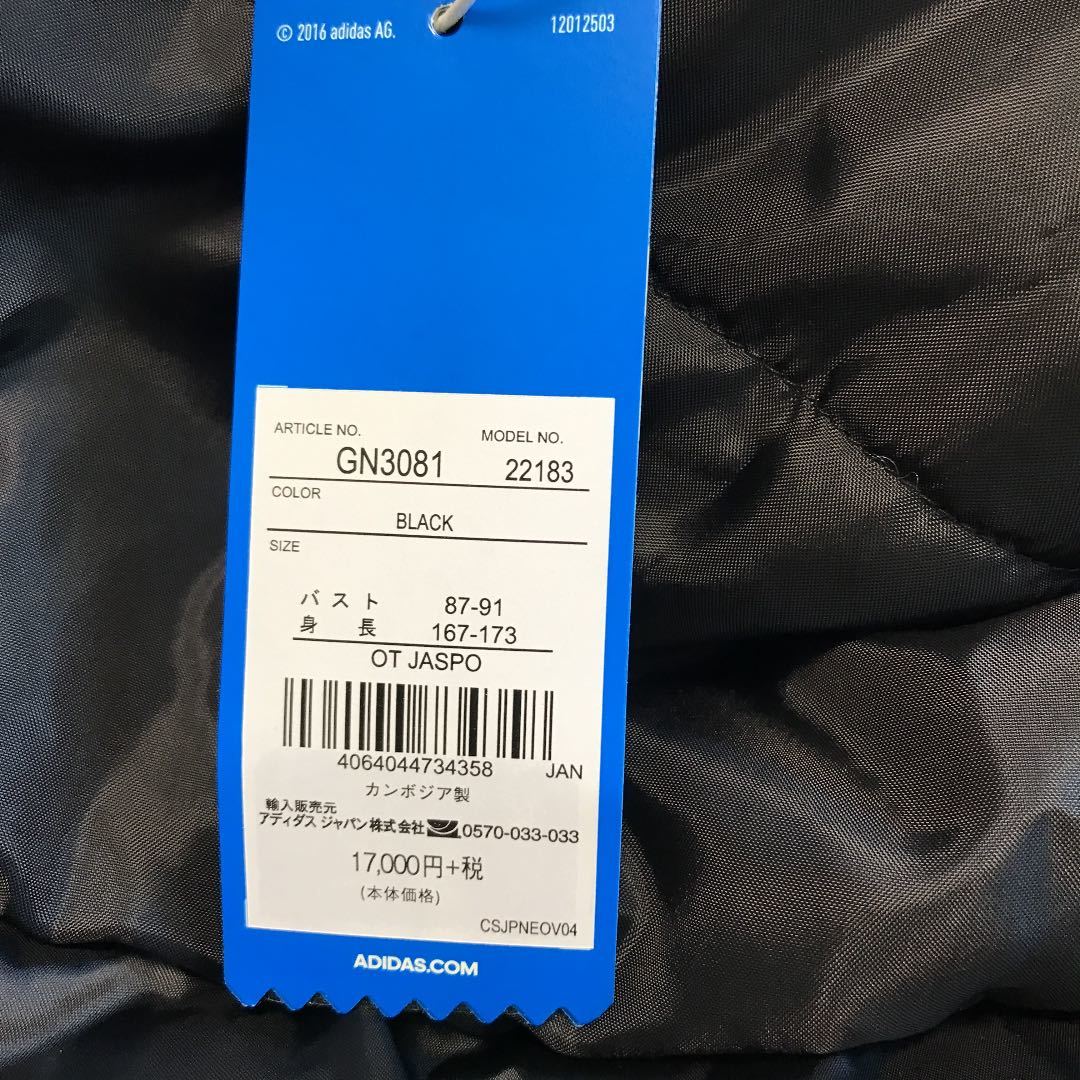 © 2016 adidas AG. 12012503
ARTICLE NO. MODEL NO.
GN3081 22183
COLOR
BLACK
SIZE
バスト 87-91
身長 167-173
OT JASPO
4064044734358 JAN
カンボジア製
輸入販売元
アディダス ジャパン株式会社 0570-033-033
17,000円+税
(本体価格)
CSJPNEOV04
ADIDAS.COM